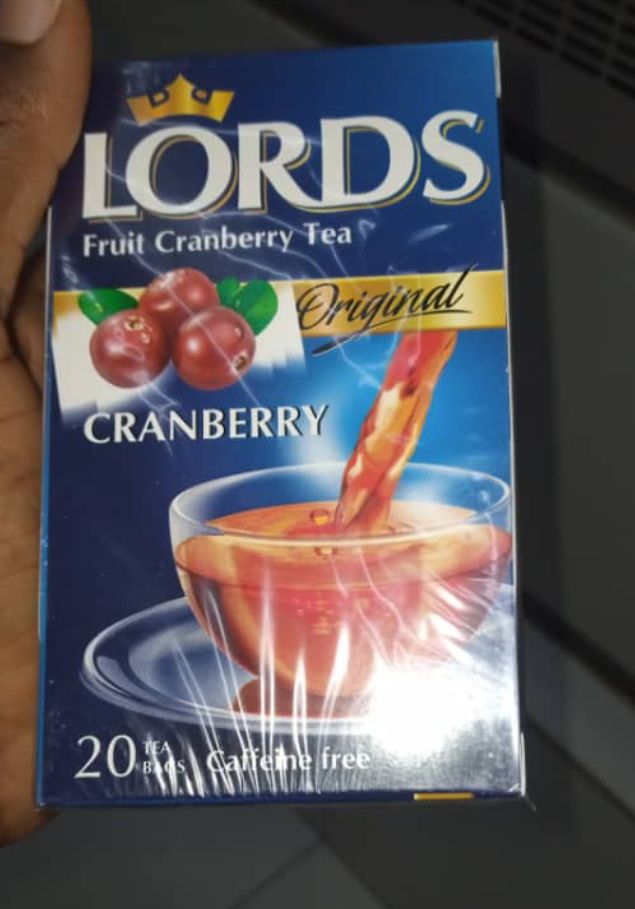 LORDS
Fruit Cranberry Tea
Original
CRANBERRY
20 TEA
BAGS Caffeine free